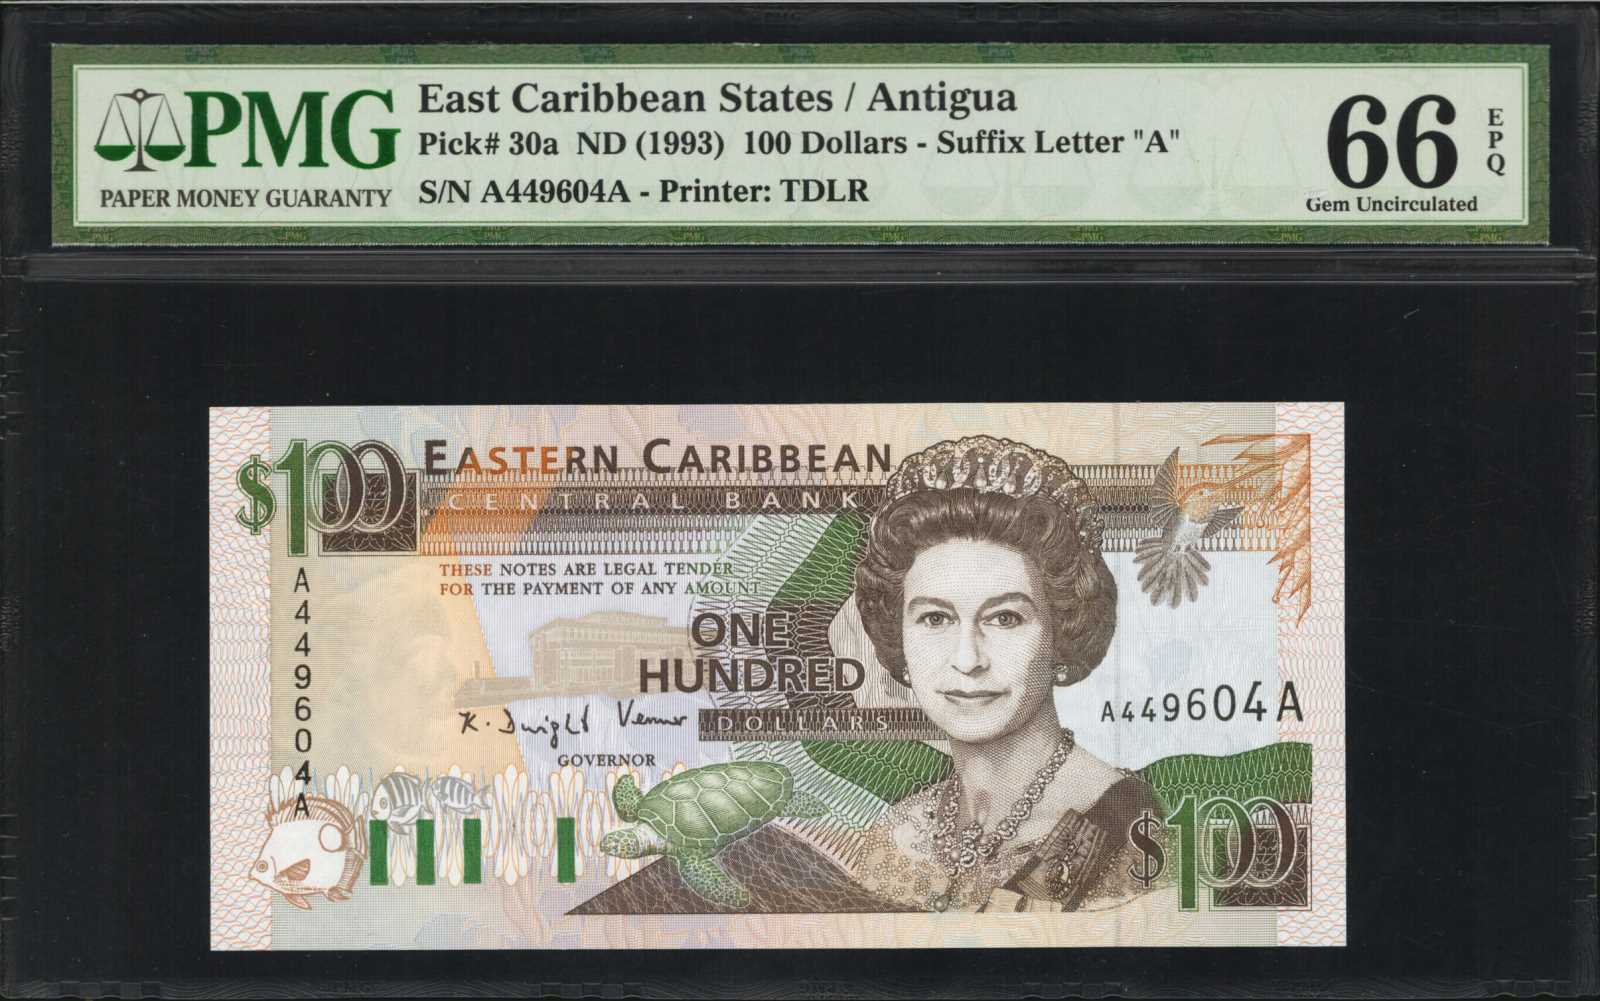 PMG
PAPER MONEY GUARANTY
East Caribbean States / Antigua
Pick# 30a ND (1993) 100 Dollars - Suffix Letter "A"
S/N A449604A - Printer: TDLR
66 EPQ
Gem Uncirculated
$100
EASTERN CARIBBEAN
CENTRAL BANK
THESE NOTES ARE LEGAL TENDER
FOR THE PAYMENT OF ANY AMOUNT
ONE
HUNDRED
DOLLARS
K. Dwight Venner
GOVERNOR
A449604A
A449604A
$100